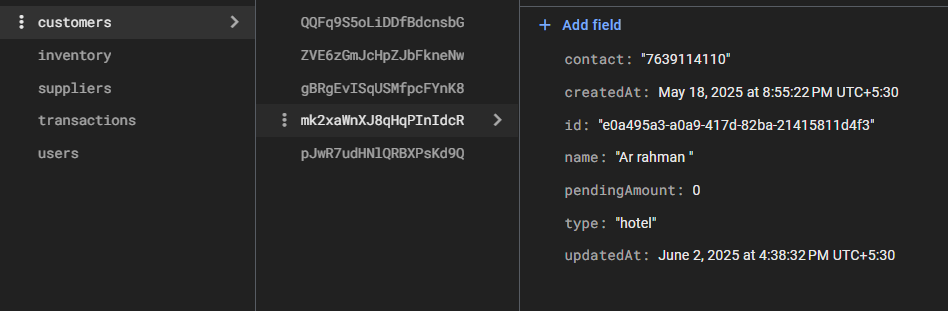 customers
inventory
suppliers
transactions
users
QQFq9S5oLiDDfBdcnsbG
ZVE6zGmJcHpZJbFkneNw
gBRgEvISqUSMfpcFYnK8
mk2xaWnXJ8qHqPInIdcR
pJwR7udHNlQRBXPsKd9Q
+ Add field
contact: "7639114110"
createdAt: May 18, 2025 at 8:55:22 PM UTC+5:30
id: "e0a495a3-a0a9-417d-82ba-21415811d4f3"
name: "Ar rahman "
pendingAmount: 0
type: "hotel"
updatedAt: June 2, 2025 at 4:38:32 PM UTC+5:30